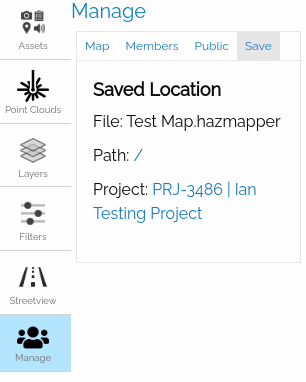 Manage
Assets
Point Clouds
Layers
Filters
Streetview
Manage
Map Members Public Save
Saved Location
File: Test Map.hazmapper
Path: /
Project: PRJ-3486 | Ian
Testing Project